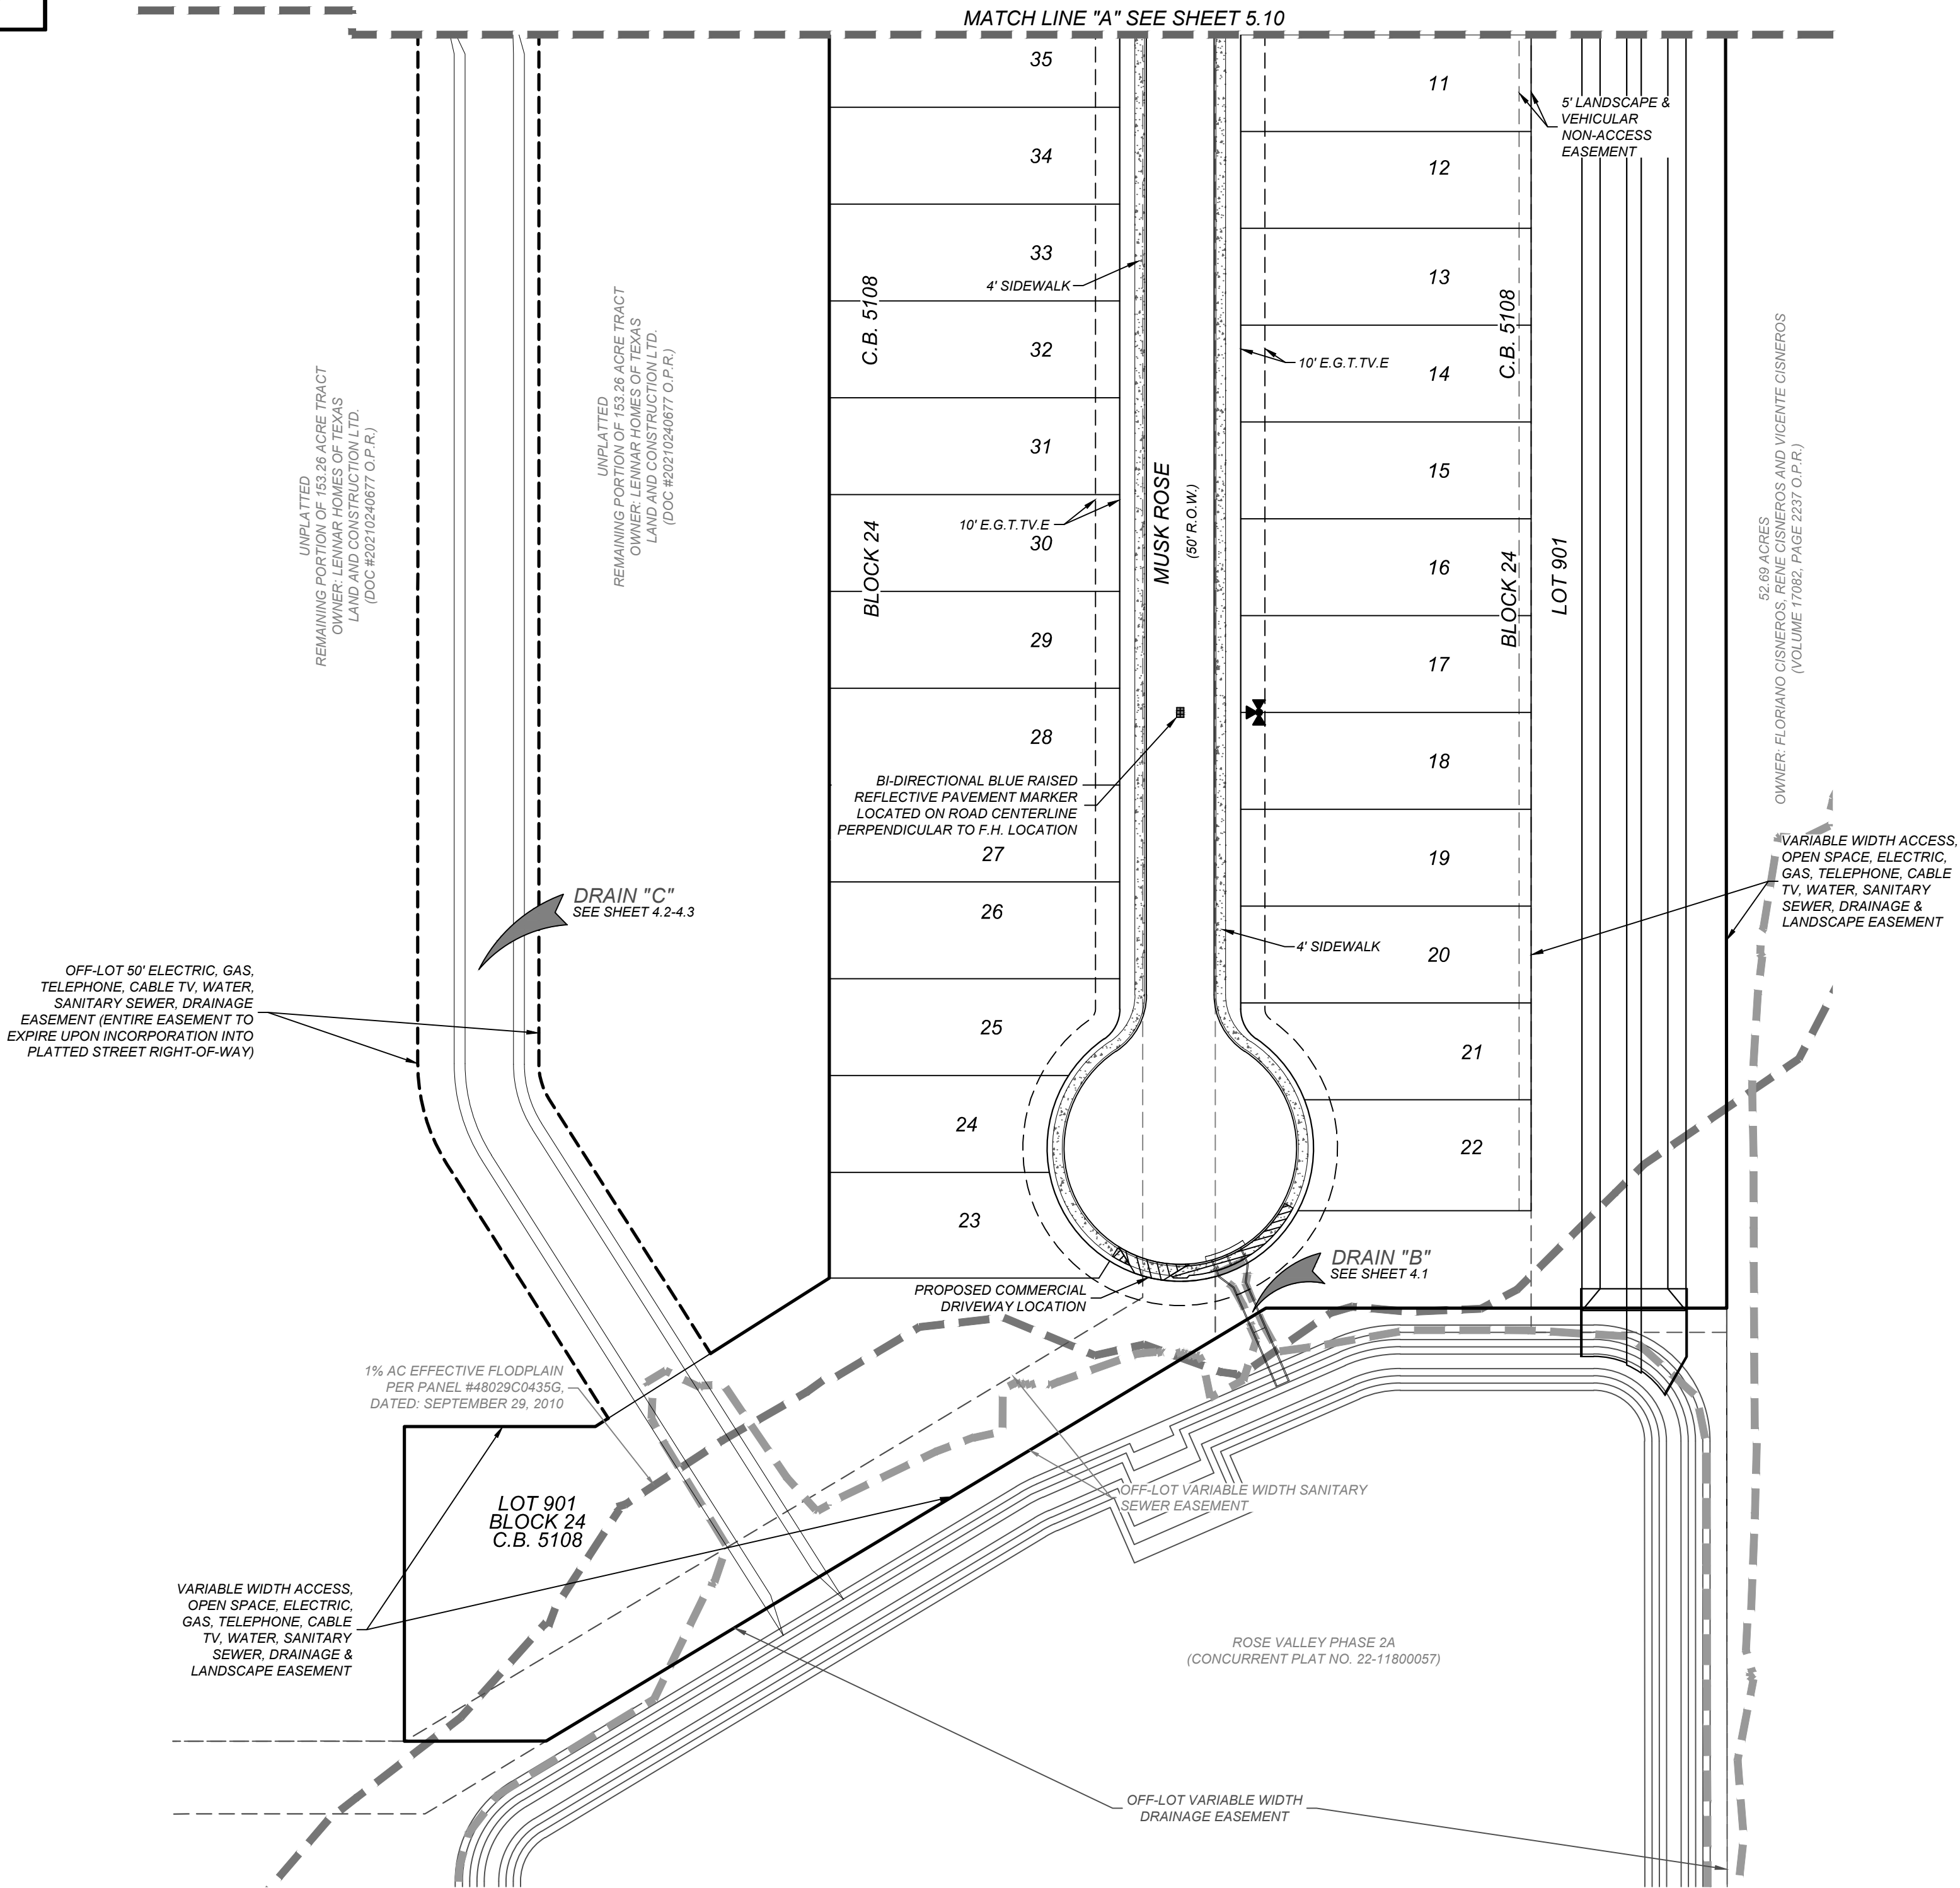 MATCH LINE "A" SEE SHEET 5.10
35
34
33
32
31
30
29
28
27
26
25
24
23
11
12
13
14
15
16
17
18
19
20
21
22
5' LANDSCAPE &
VEHICULAR
NON-ACCESS
EASEMENT
4' SIDEWALK
C.B. 5108
BLOCK 24
10' E.G.T.TV.E
MUSK ROSE
(50' R.O.W.)
10' E.G.T.TV.E
C.B. 5108
BLOCK 24
LOT 901
UNPLATTED
REMAINING PORTION OF 153.26 ACRE TRACT
OWNER: LENNAR HOMES OF TEXAS
LAND AND CONSTRUCTION LTD.
(DOC #20210240677 O.P.R.)
UNPLATTED
REMAINING PORTION OF 153.26 ACRE TRACT
OWNER: LENNAR HOMES OF TEXAS
LAND AND CONSTRUCTION LTD.
(DOC #20210240677 O.P.R.)
52.69 ACRES
OWNER: FLORIANO CISNEROS, RENE CISNEROS AND VICENTE CISNEROS
(VOLUME 17082, PAGE 2237 O.P.R.)
BI-DIRECTIONAL BLUE RAISED
REFLECTIVE PAVEMENT MARKER
LOCATED ON ROAD CENTERLINE
PERPENDICULAR TO F.H. LOCATION
VARIABLE WIDTH ACCESS,
OPEN SPACE, ELECTRIC,
GAS, TELEPHONE, CABLE
TV, WATER, SANITARY
SEWER, DRAINAGE &
LANDSCAPE EASEMENT
DRAIN "C"
SEE SHEET 4.2-4.3
4' SIDEWALK
OFF-LOT 50' ELECTRIC, GAS,
TELEPHONE, CABLE TV, WATER,
SANITARY SEWER, DRAINAGE
EASEMENT (ENTIRE EASEMENT TO
EXPIRE UPON INCORPORATION INTO
PLATTED STREET RIGHT-OF-WAY)
DRAIN "B"
SEE SHEET 4.1
PROPOSED COMMERCIAL
DRIVEWAY LOCATION
1% AC EFFECTIVE FLODPLAIN
PER PANEL #48029C0435G,
DATED: SEPTEMBER 29, 2010
LOT 901
BLOCK 24
C.B. 5108
OFF-LOT VARIABLE WIDTH SANITARY
SEWER EASEMENT
VARIABLE WIDTH ACCESS,
OPEN SPACE, ELECTRIC,
GAS, TELEPHONE, CABLE
TV, WATER, SANITARY
SEWER, DRAINAGE &
LANDSCAPE EASEMENT
ROSE VALLEY PHASE 2A
(CONCURRENT PLAT NO. 22-11800057)
OFF-LOT VARIABLE WIDTH
DRAINAGE EASEMENT